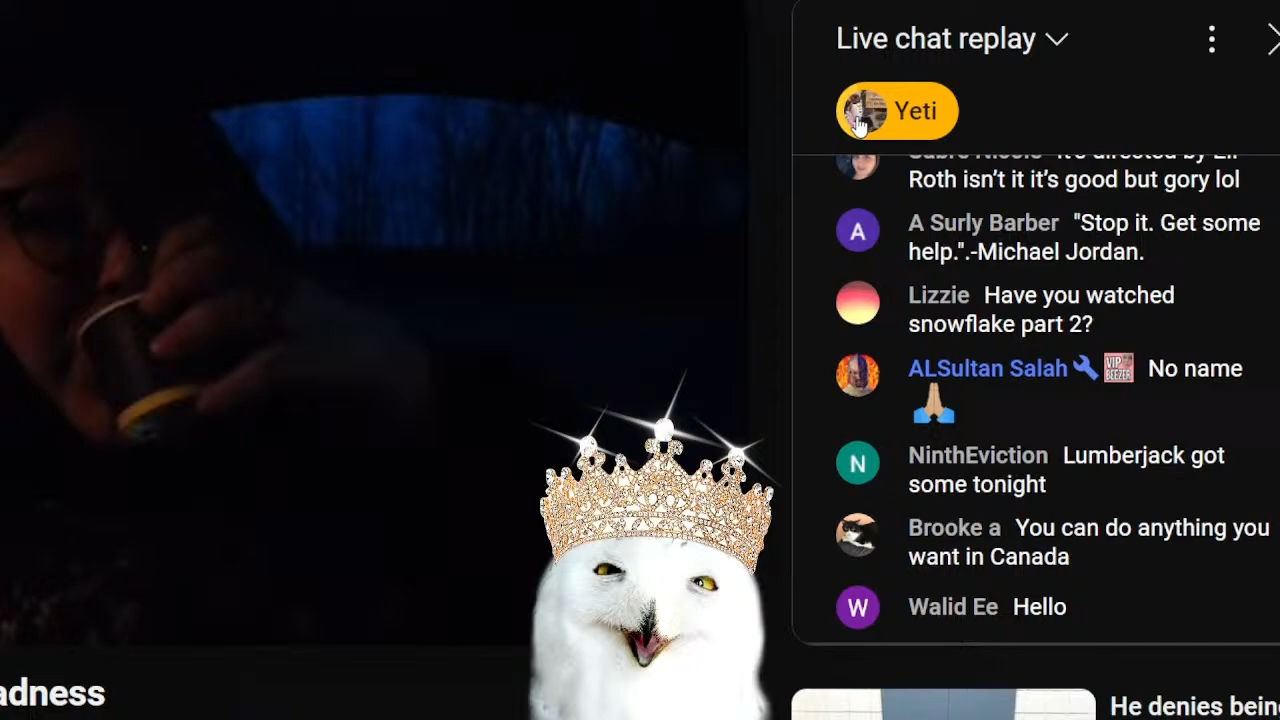 Live chat replay
Yeti
Roth isn't it it's good but gory lol
A
A Surly Barber "Stop it. Get some
help.".-Michael Jordan.
Lizzie Have you watched
snowflake part 2?
ALSultan Salah VIP BEEZER No name
N
NinthEviction Lumberjack got
some tonight
Brooke a You can do anything you
want in Canada
W
Walid Ee Hello
adness
He denies bein